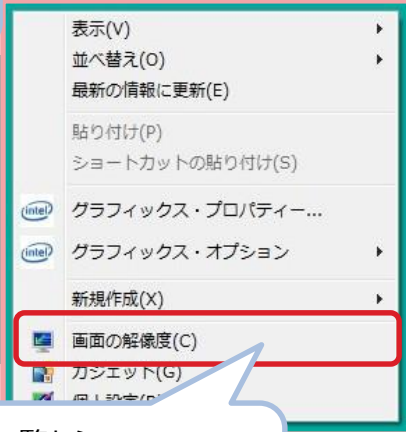 表示(V)
並べ替え(O)
最新の情報に更新(E)
貼り付け(P)
ショートカットの貼り付け(S)
intel グラフィックス・プロパティー...
intel グラフィックス・オプション
新規作成(X)
画面の解像度(C)
ガジェット(G)